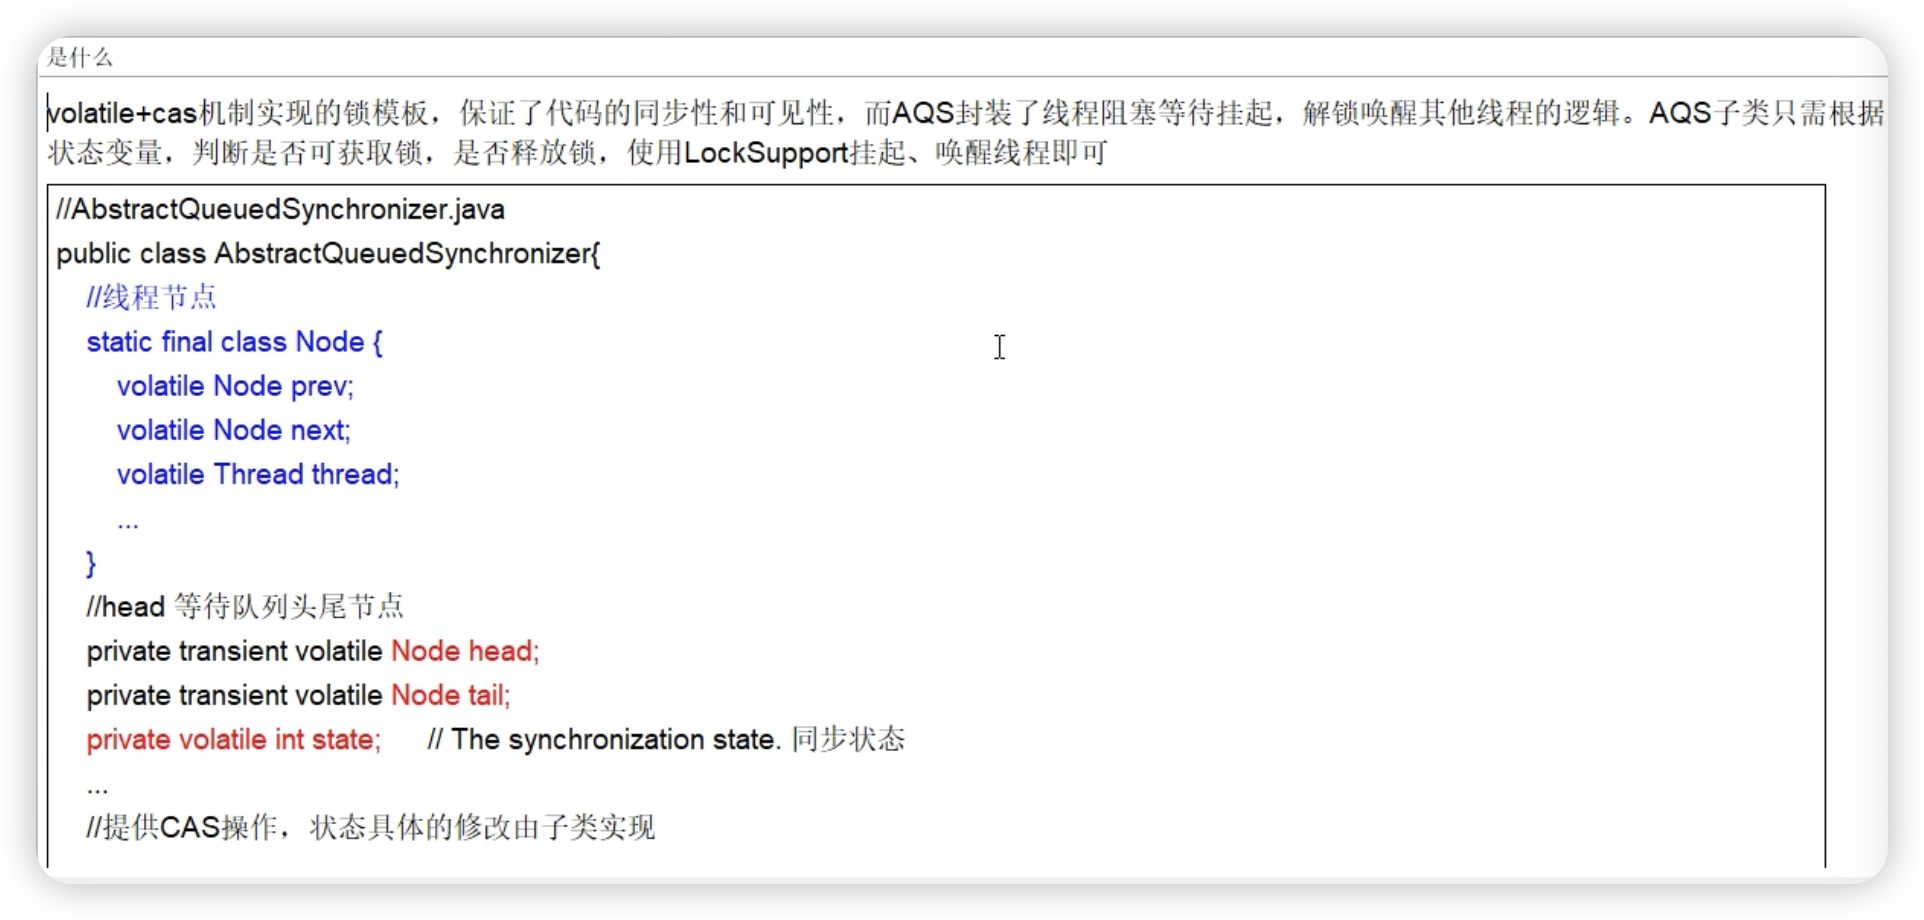 是什么
volatile+cas机制实现的锁模板，保证了代码的同步性和可见性，而AQS封装了线程阻塞等待挂起，解锁唤醒其他线程的逻辑。AQS子类只需根据
状态变量，判断是否可获取锁，是否释放锁，使用LockSupport挂起、唤醒线程即可
//AbstractQueuedSynchronizer.java
public class AbstractQueuedSynchronizer{
//线程节点
static final class Node {
volatile Node prev;
volatile Node next;
volatile Thread thread;
...
}
//head 等待队列头尾节点
private transient volatile Node head;
private transient volatile Node tail;
private volatile int state; // The synchronization state. 同步状态
...
//提供CAS操作，状态具体的修改由子类实现